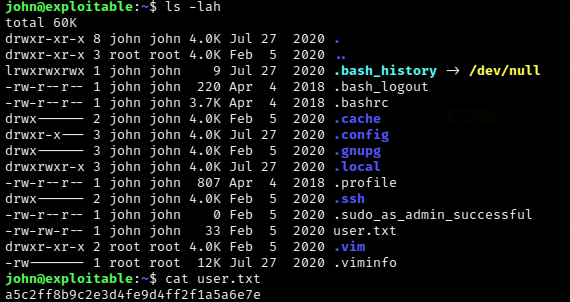 john@exploitable:~$ ls -lah
total 60K
drwxr-xr-x 8 john john 4.0K Jul 27  2020 .
drwxr-xr-x 3 root root 4.0K Feb  5  2020 ..
lrwxrwxrwx 1 john john    9 Jul 27  2020 .bash_history -> /dev/null
-rw-r--r-- 1 john john  220 Apr  4  2018 .bash_logout
-rw-r--r-- 1 john john 3.7K Apr  4  2018 .bashrc
drwx------ 2 john john 4.0K Feb  5  2020 .cache
drwxr-x--- 3 john john 4.0K Jul 27  2020 .config
drwx------ 3 john john 4.0K Feb  5  2020 .gnupg
drwxrwxr-x 3 john john 4.0K Jul 27  2020 .local
-rw-r--r-- 1 john john  807 Apr  4  2018 .profile
drwx------ 2 john john 4.0K Feb  5  2020 .ssh
-rw-r--r-- 1 john john    0 Feb  5  2020 .sudo_as_admin_successful
-rw-rw-r-- 1 john john   33 Feb  5  2020 user.txt
drwxr-xr-x 2 root root 4.0K Feb  5  2020 .vim
-rw------- 1 root root  12K Jul 27  2020 .viminfo
john@exploitable:~$ cat user.txt
a5c2ff8b9c2e3d4fe9d4ff2f1a5a6e7e